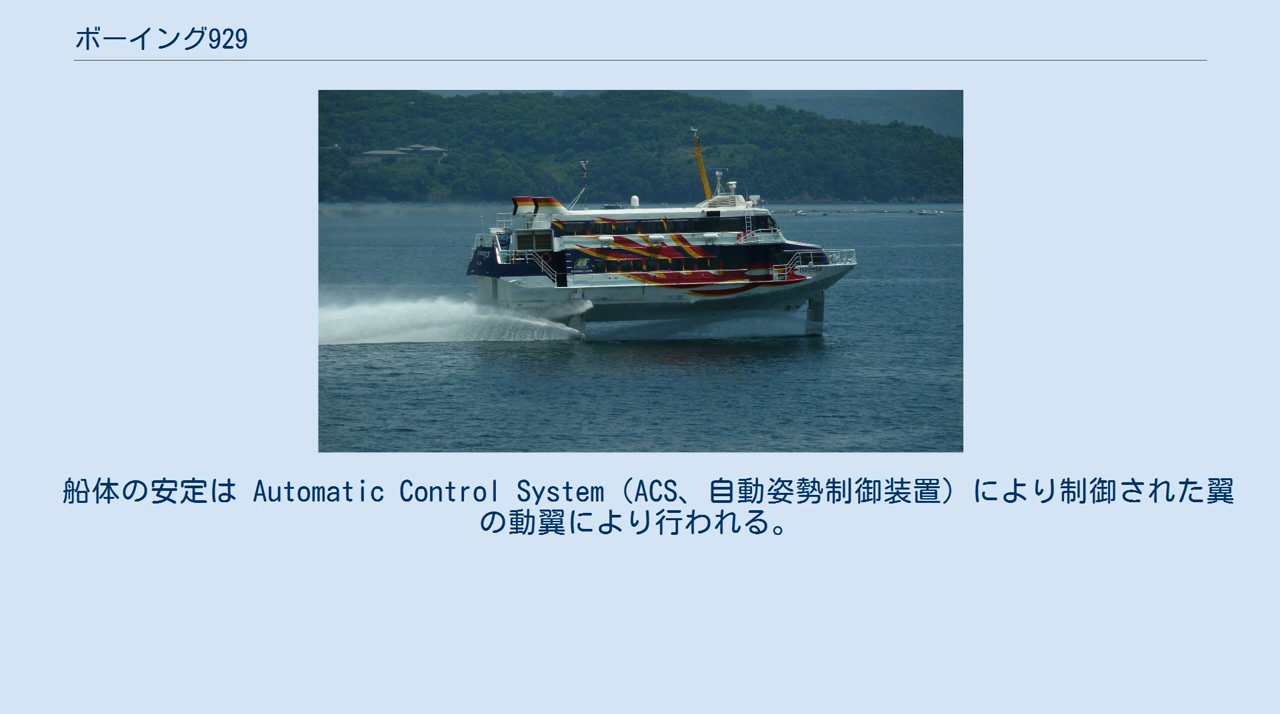 ボーイング929
船体の安定は Automatic Control System（ACS、自動姿勢制御装置）により制御された翼
の動翼により行われる。